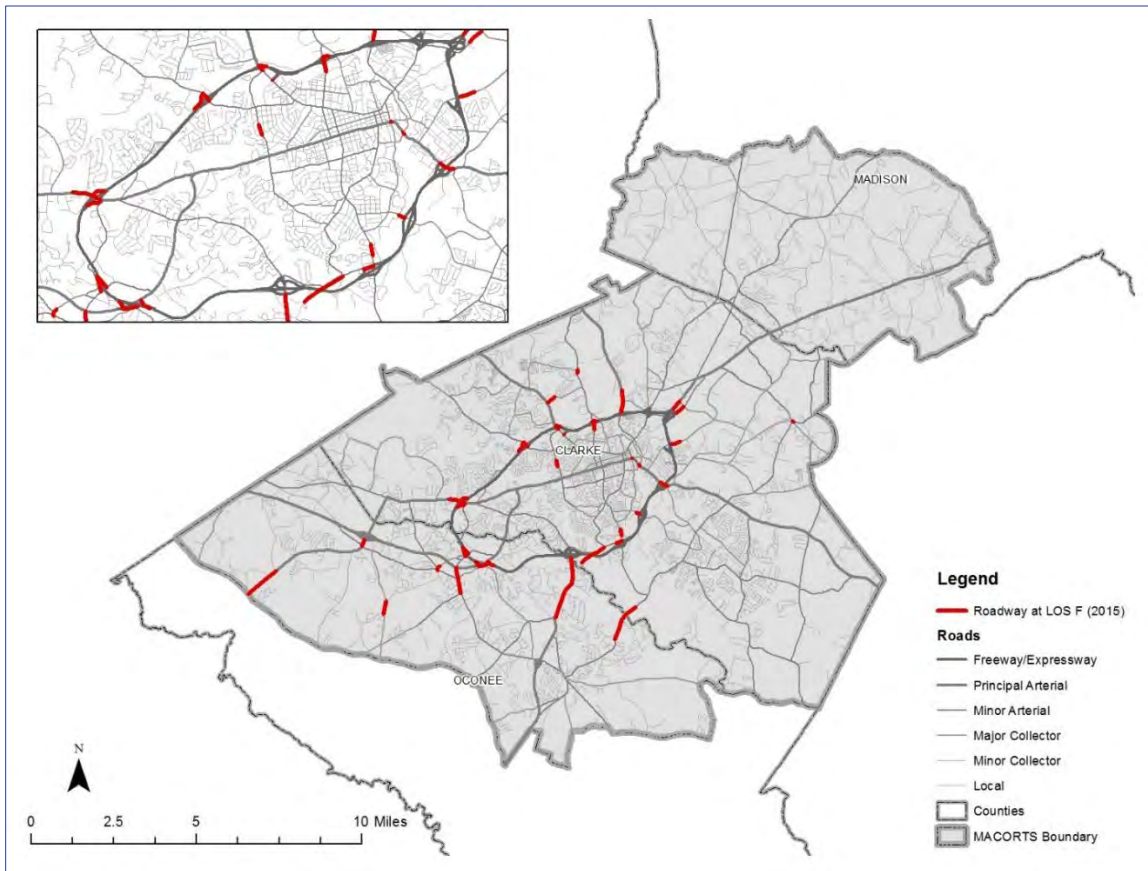 MADISON
CLARKE
OCONEE
N
0 2.5 5 10 Miles
Legend
Roadway at LOS F (2015)
Roads
Freeway/Expressway
Principal Arterial
Minor Arterial
Major Collector
Minor Collector
Local
Counties
MACORTS Boundary